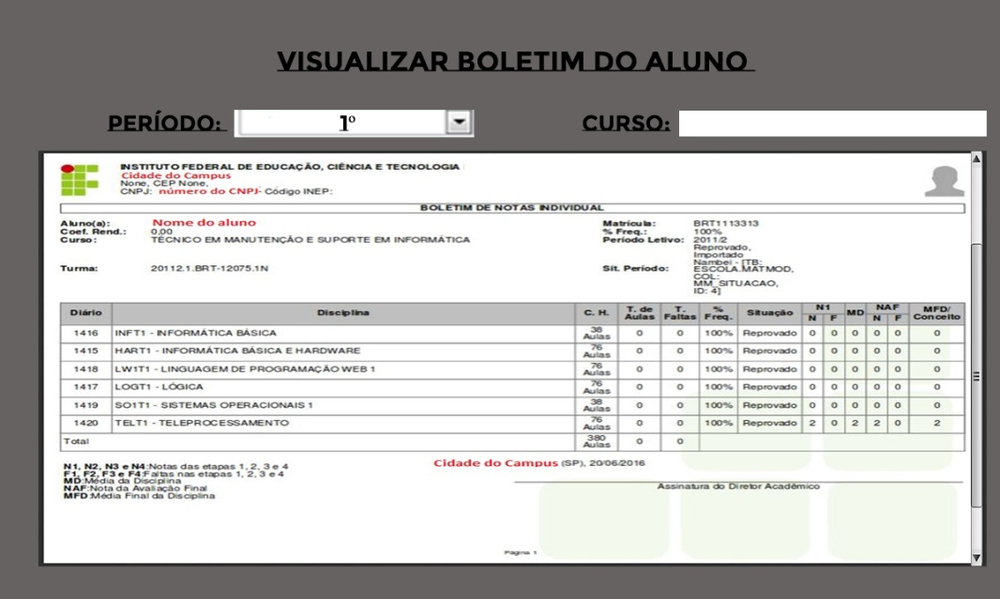 VISUALIZAR BOLETIM DO ALUNO
PERÍODO: 1º CURSO:
INSTITUTO FEDERAL DE EDUCAÇÃO, CIÊNCIA E TECNOLOGIA
Cidade do Campus
None, CEP None,
CNPJ: número do CNPJ- Código INEP:
BOLETIM DE NOTAS INDIVIDUAL
Aluno(a): Nome do aluno Matrícula: BRT1113313
Coef. Rend.: 0,00 % Freq.: 100%
Curso: TÉCNICO EM MANUTENÇÃO E SUPORTE EM INFORMÁTICA Período Letivo: 2011/2
Turma: 20112.1.BRT-12075.1N Sit. Período: Reprovado,
Importado
Nambei - [TB:
ESCOLA.MATMOD,
COL:
MM_SITUACAO,
ID: 4]
Diário Disciplina C. H. T. de Aulas T. Faltas % Freq. Situação N1 N F MD NAF N F MFD/ Conceito
1416 INFT1 - INFORMÁTICA BÁSICA 38 Aulas 0 0 100% Reprovado 0 0 0 0 0 0
1415 HART1 - INFORMÁTICA BÁSICA E HARDWARE 76 Aulas 0 0 100% Reprovado 0 0 0 0 0 0
1418 LW1T1 - LINGUAGEM DE PROGRAMAÇÃO WEB 1 76 Aulas 0 0 100% Reprovado 0 0 0 0 0 0
1417 LOGT1 - LÓGICA 76 Aulas 0 0 100% Reprovado 0 0 0 0 0 0
1419 SO1T1 - SISTEMAS OPERACIONAIS 1 38 Aulas 0 0 100% Reprovado 0 0 0 0 0 0
1420 TELT1 - TELEPROCESSAMENTO 76 Aulas 0 0 100% Reprovado 2 0 2 2 0 2
Total 380 Aulas 0 0
N1, N2, N3 e N4:Notas das etapas 1, 2, 3 e 4
F1, F2, F3 e F4:Faltas nas etapas 1, 2, 3 e 4
MD:Média da Disciplina
NAF:Nota da Avaliação Final
MFD:Média Final da Disciplina
Cidade do Campus (SP), 20/06/2016
Assinatura do Diretor Acadêmico
Página 1